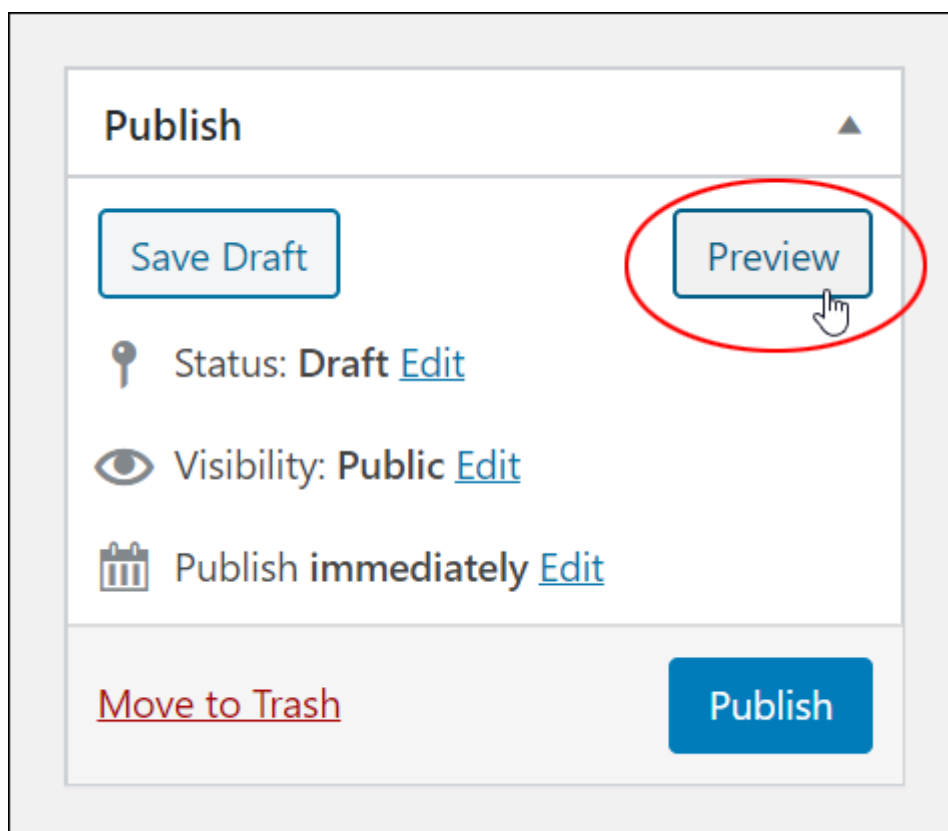 Publish
Save Draft Preview
Status: Draft Edit
Visibility: Public Edit
Publish immediately Edit
Move to Trash Publish